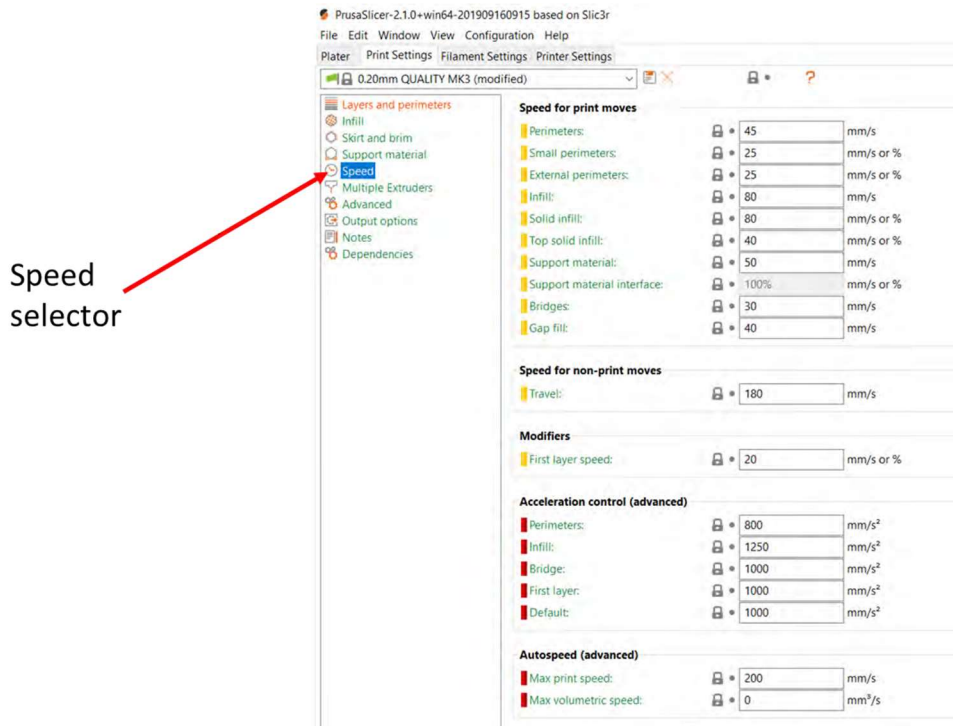 PrusaSlicer-2.1.0+win64-201909160915 based on Slic3r
File Edit Window View Configuration Help
Plater Print Settings Filament Settings Printer Settings
0.20mm QUALITY MK3 (modified) ?
Layers and perimeters
Infill
Skirt and brim
Support material
Speed
Multiple Extruders
Advanced
Output options
Notes
Dependencies
Speed
selector
Speed for print moves
Perimeters: 45 mm/s
Small perimeters: 25 mm/s or %
External perimeters: 25 mm/s or %
Infill: 80 mm/s
Solid infill: 80 mm/s or %
Top solid infill: 40 mm/s or %
Support material: 50 mm/s
Support material interface: 100% mm/s or %
Bridges: 30 mm/s
Gap fill: 40 mm/s
Speed for non-print moves
Travel: 180 mm/s
Modifiers
First layer speed: 20 mm/s or %
Acceleration control (advanced)
Perimeters: 800 mm/s²
Infill: 1250 mm/s²
Bridge: 1000 mm/s²
First layer: 1000 mm/s²
Default: 1000 mm/s²
Autospeed (advanced)
Max print speed: 200 mm/s
Max volumetric speed: 0 mm³/s